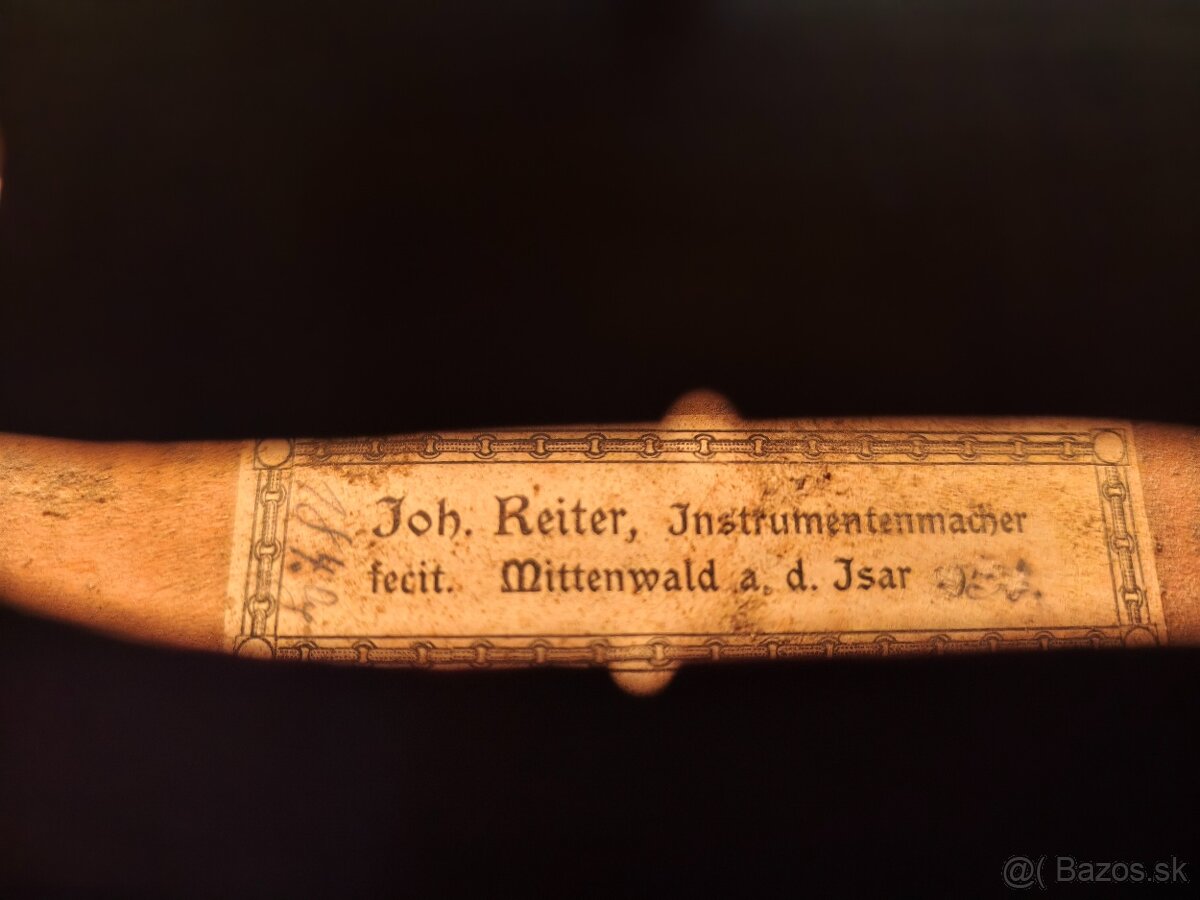 Joh. Reiter, Instrumentenmacher
fecit. Mittenwald a. d. Isar
@( Bazos.sk